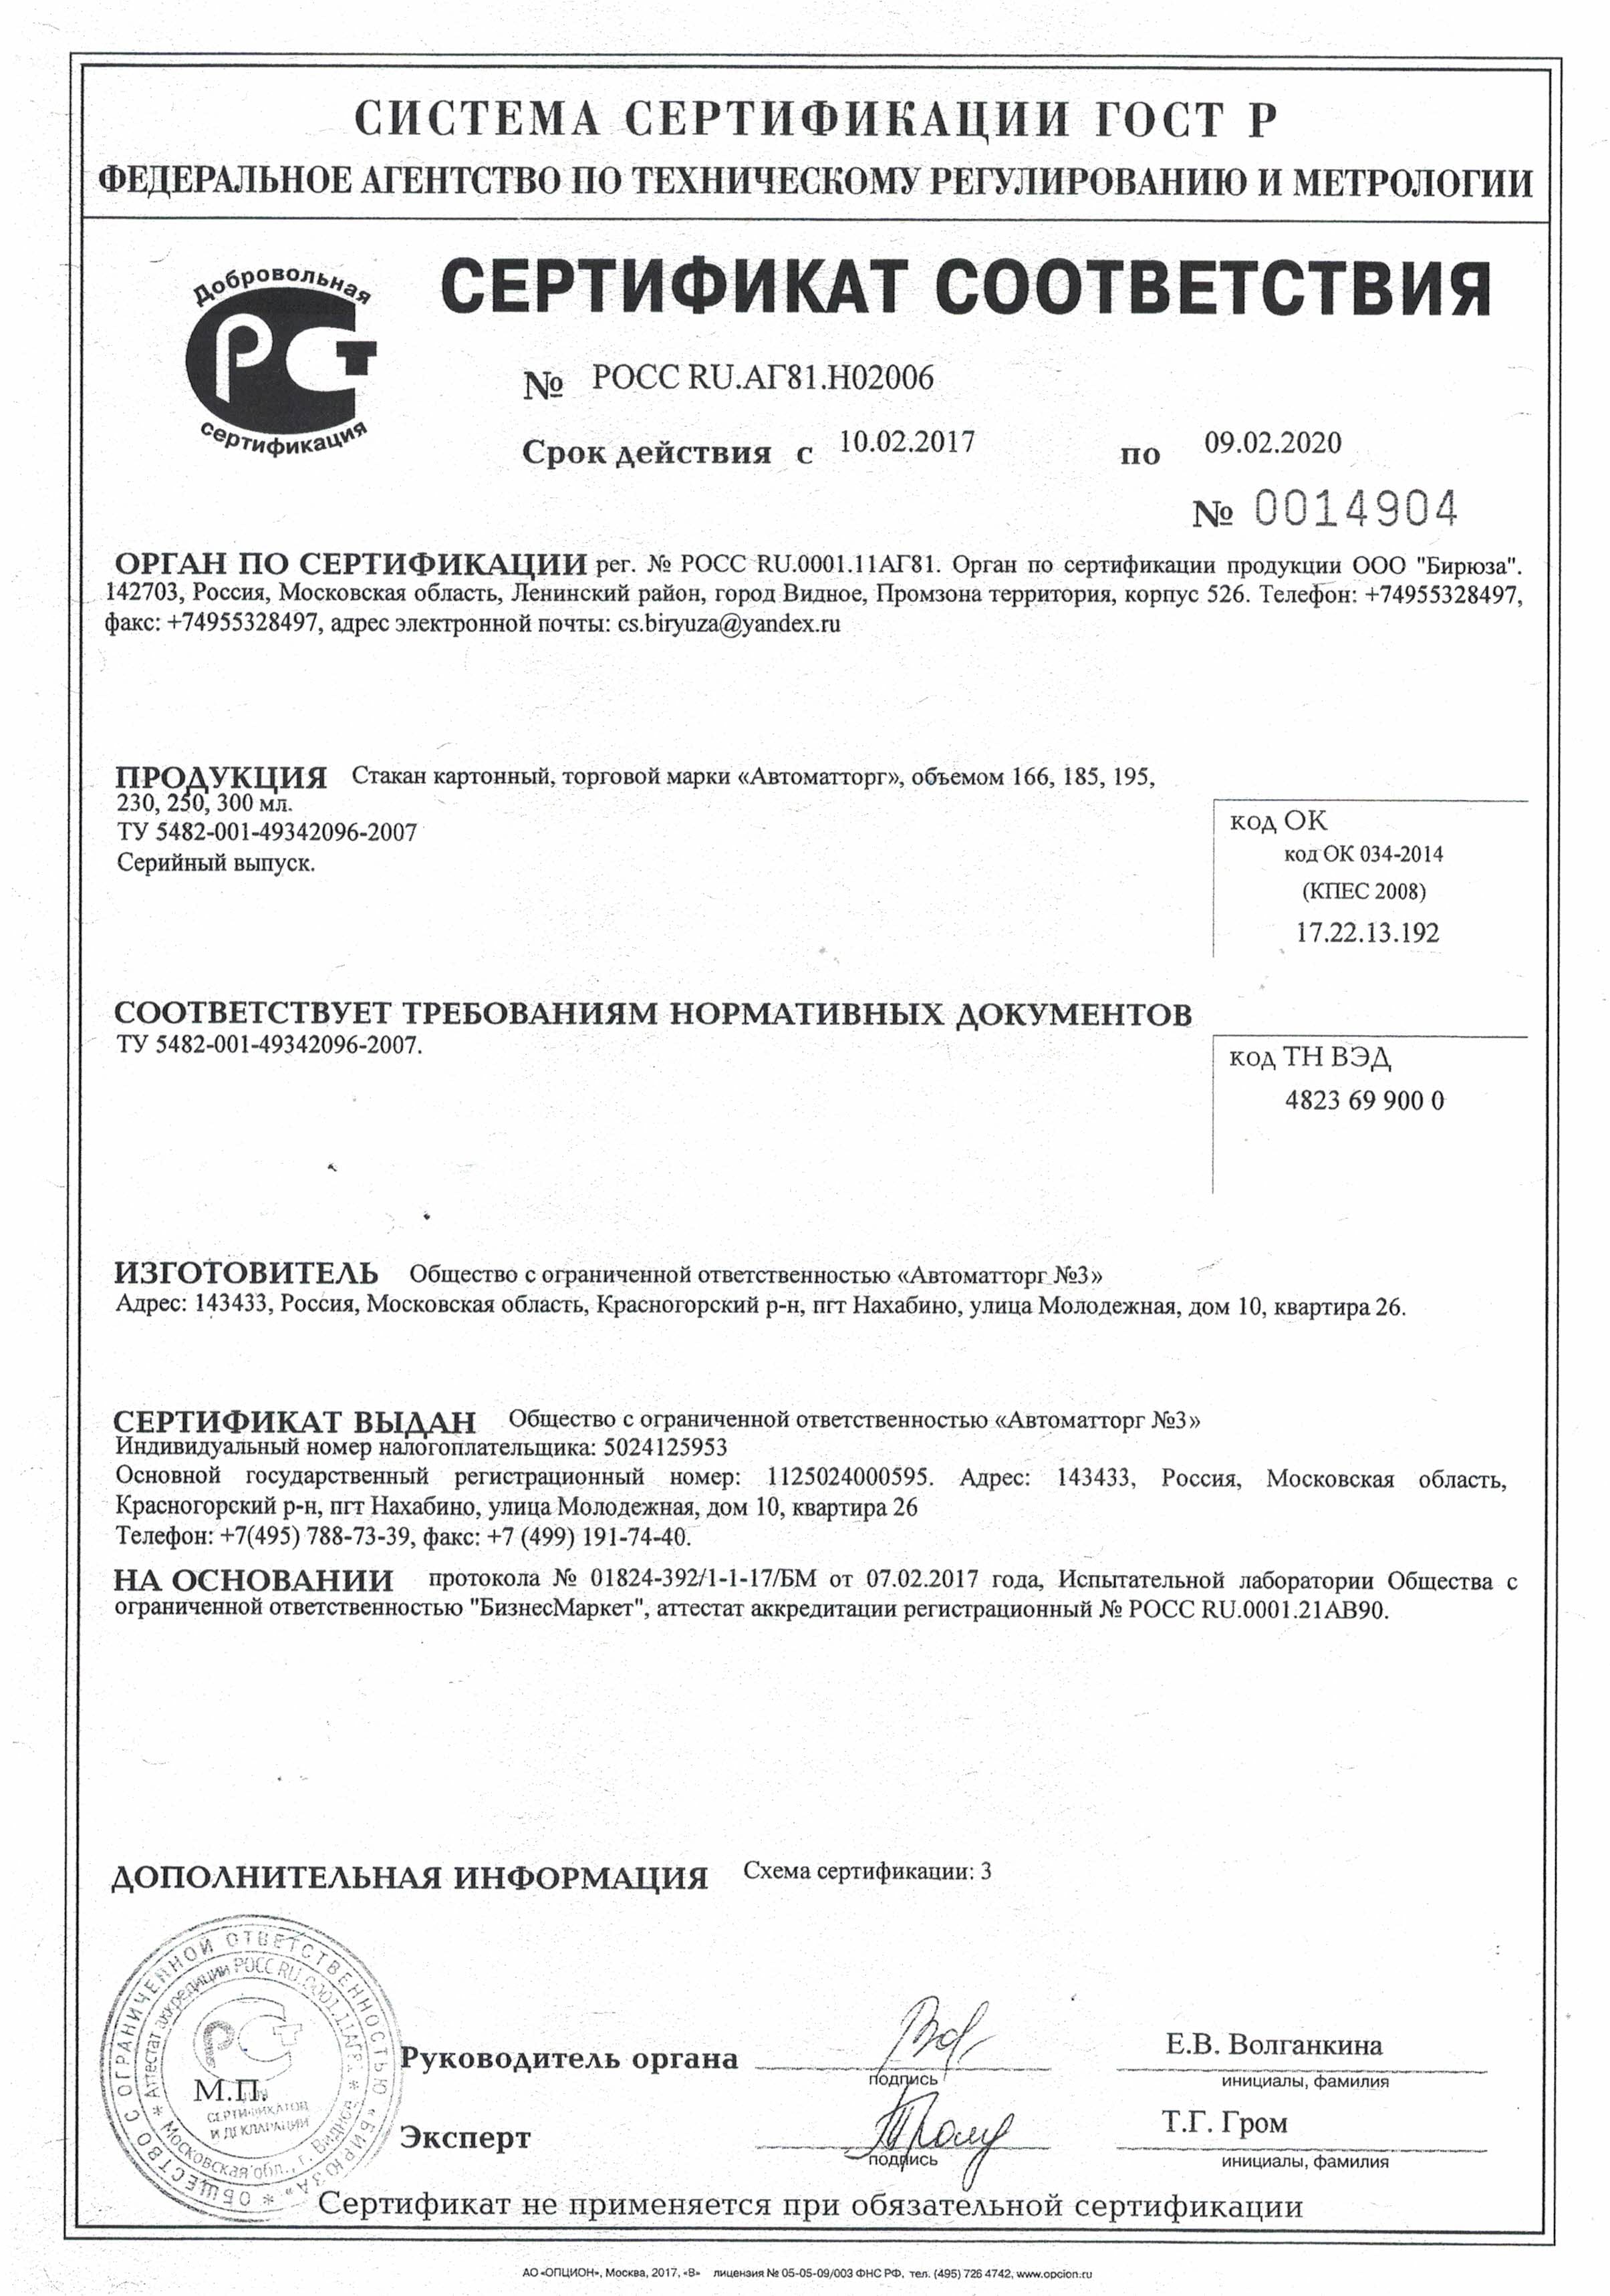 СИСТЕМА СЕРТИФИКАЦИИ ГОСТ Р
ФЕДЕРАЛЬНОЕ АГЕНТСТВО ПО ТЕХНИЧЕСКОМУ РЕГУЛИРОВАНИЮ И МЕТРОЛОГИИ
Добровольная
РСТ
сертификация
СЕРТИФИКАТ СООТВЕТСТВИЯ
№ РОСС RU.АГ81.Н02006
Срок действия с 10.02.2017 по 09.02.2020
№ 0014904
ОРГАН ПО СЕРТИФИКАЦИИ рег. № РОСС RU.0001.11АГ81. Орган по сертификации продукции ООО "Бирюза".
142703, Россия, Московская область, Ленинский район, город Видное, Промзона территория, корпус 526. Телефон: +74955328497,
факс: +74955328497, адрес электронной почты: cs.biryuza@yandex.ru
ПРОДУКЦИЯ Стакан картонный, торговой марки «Автоматторг», объемом 166, 185, 195,
230, 250, 300 мл.
ТУ 5482-001-49342096-2007
Серийный выпуск.
код ОК
код ОК 034-2014
(КПЕС 2008)
17.22.13.192
СООТВЕТСТВУЕТ ТРЕБОВАНИЯМ НОРМАТИВНЫХ ДОКУМЕНТОВ
ТУ 5482-001-49342096-2007.
код ТН ВЭД
4823 69 900 0
ИЗГОТОВИТЕЛЬ Общество с ограниченной ответственностью «Автоматторг №3»
Адрес: 143433, Россия, Московская область, Красногорский р-н, пгт Нахабино, улица Молодежная, дом 10, квартира 26.
СЕРТИФИКАТ ВЫДАН Общество с ограниченной ответственностью «Автоматторг №3»
Индивидуальный номер налогоплательщика: 5024125953
Основной государственный регистрационный номер: 1125024000595. Адрес: 143433, Россия, Московская область,
Красногорский р-н, пгт Нахабино, улица Молодежная, дом 10, квартира 26
Телефон: +7(495) 788-73-39, факс: +7 (499) 191-74-40.
НА ОСНОВАНИИ протокола № 01824-392/1-1-17/БМ от 07.02.2017 года, Испытательной лаборатории Общества с
ограниченной ответственностью "БизнесМаркет", аттестат аккредитации регистрационный № РОСС RU.0001.21АВ90.
ДОПОЛНИТЕЛЬНАЯ ИНФОРМАЦИЯ Схема сертификации: 3
ОБЩЕСТВО С ОГРАНИЧЕННОЙ ОТВЕТСТВЕННОСТЬЮ «БИРЮЗА» *
* Аттестат аккредитации РОСС RU.0001.11АГ81 *
Московская обл., г. Видное
РСТ
СЕРТИФИКАТОВ
И ДЕКЛАРАЦИЙ
М.П.
Руководитель органа
подпись
Е.В. Волганкина
инициалы, фамилия
Эксперт
подпись
Т.Г. Гром
инициалы, фамилия
Сертификат не применяется при обязательной сертификации
АО «ОПЦИОН», Москва, 2017, «В» лицензия № 05-05-09/003 ФНС РФ, тел. (495) 726 4742, www.opcion.ru